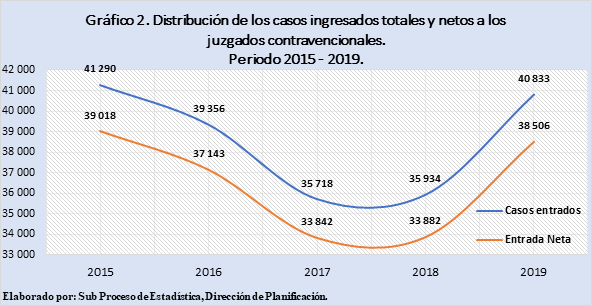 Gráfico 2. Distribución de los casos ingresados totales y netos a los
juzgados contravencionales.
Periodo 2015 - 2019.
42 000
41 000
40 000
39 000
38 000
37 000
36 000
35 000
34 000
33 000
41 290
39 356
35 718
35 934
40 833
39 018
37 143
33 842
33 882
38 506
Casos entrados
Entrada Neta
2015 2016 2017 2018 2019
Elaborado por: Sub Proceso de Estadística, Dirección de Planificación.